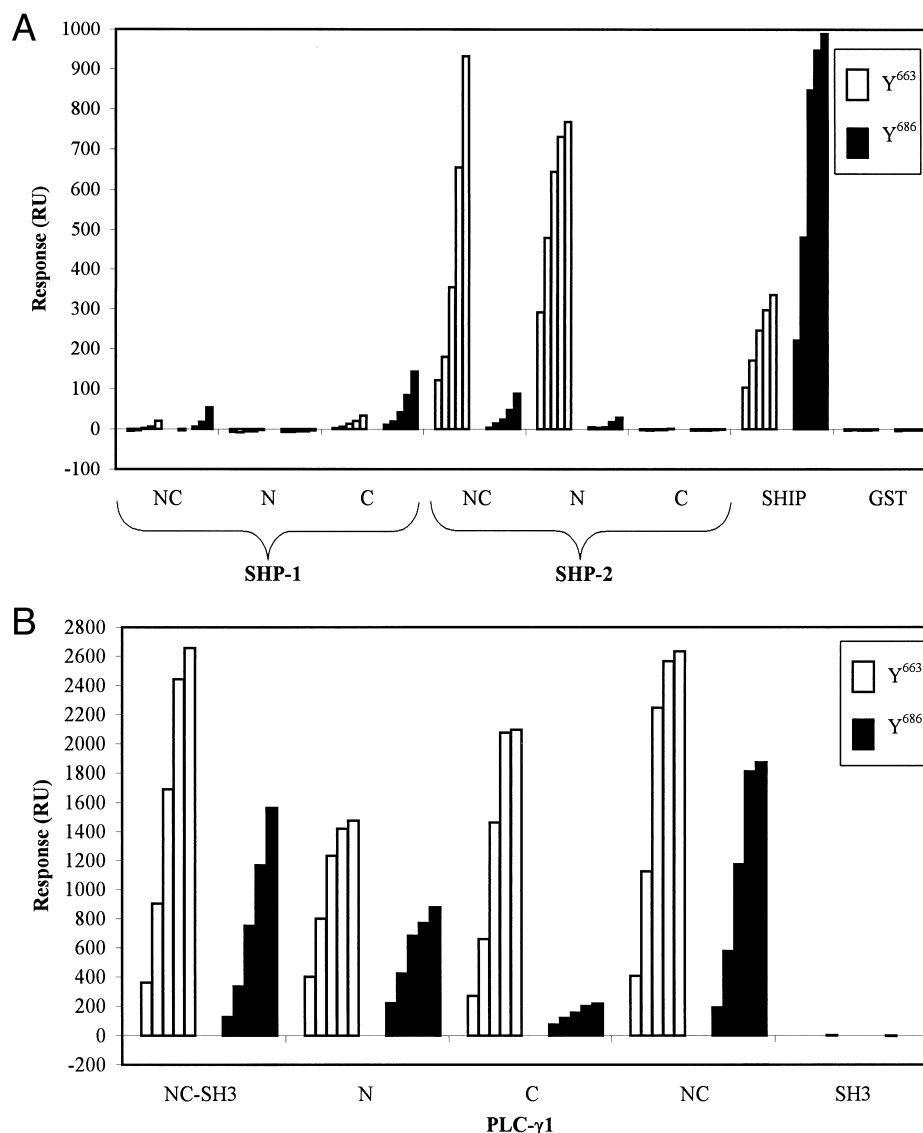 A
1000
900
800
700
600
500
400
300
200
100
0
-100
Response (RU)
Y663
Y686
NC N C NC N C SHIP GST
SHP-1 SHP-2
B
2800
2600
2400
2200
2000
1800
1600
1400
1200
1000
800
600
400
200
0
-200
Response (RU)
Y663
Y686
NC-SH3 N C NC SH3
PLC-γ1